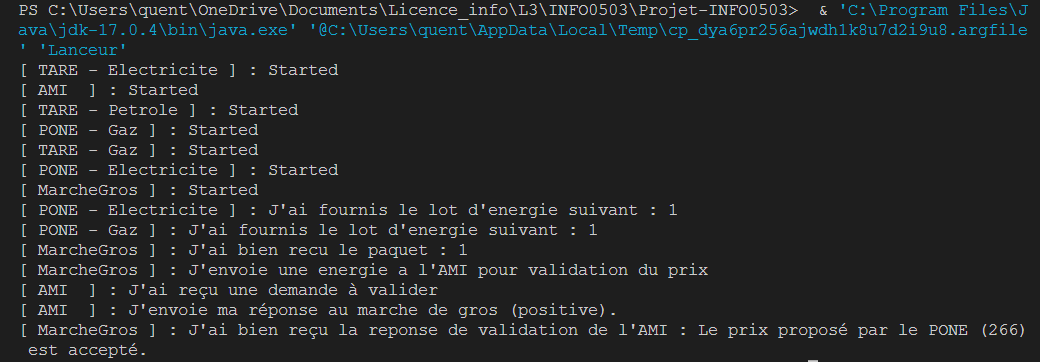 PS C:\Users\quent\OneDrive\Documents\Licence_info\L3\INFO0503\Projet-INFO0503>  & 'C:\Program Files\J
ava\jdk-17.0.4\bin\java.exe' '@C:\Users\quent\AppData\Local\Temp\cp_dya6pr256ajwdh1k8u7d2i9u8.argfile
' 'Lanceur'
[ TARE - Electricite ] : Started
[ AMI  ] : Started
[ TARE - Petrole ] : Started
[ PONE - Gaz ] : Started
[ TARE - Gaz ] : Started
[ PONE - Electricite ] : Started
[ MarcheGros ] : Started
[ PONE - Electricite ] : J'ai fournis le lot d'energie suivant : 1
[ PONE - Gaz ] : J'ai fournis le lot d'energie suivant : 1
[ MarcheGros ] : J'ai bien recu le paquet : 1
[ MarcheGros ] : J'envoie une energie a l'AMI pour validation du prix
[ AMI  ] : J'ai reçu une demande à valider
[ AMI  ] : J'envoie ma réponse au marche de gros (positive).
[ MarcheGros ] : J'ai bien reçu la reponse de validation de l'AMI : Le prix proposé par le PONE (266)
 est accepté.